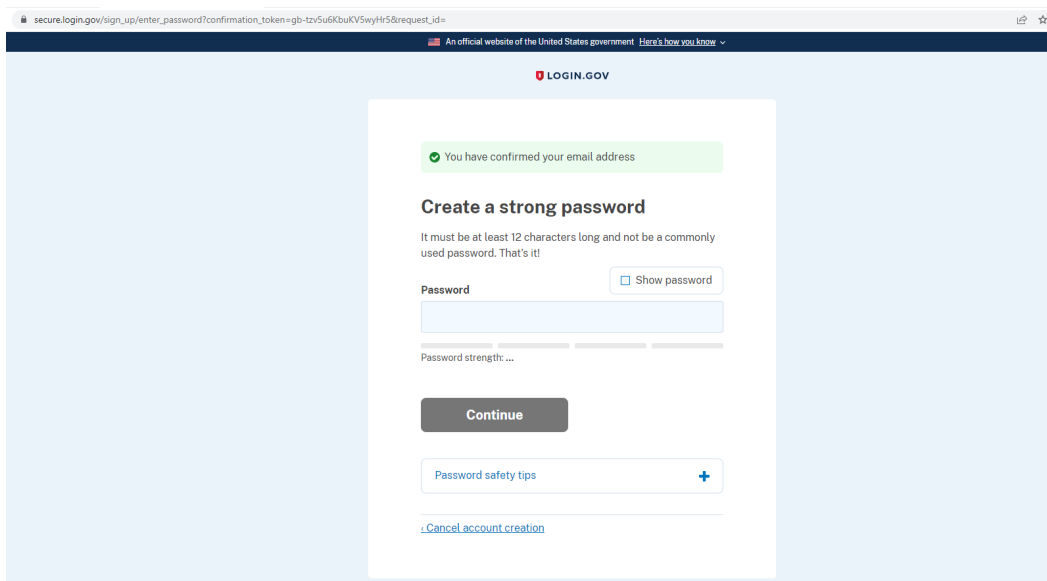 secure.login.gov/sign_up/enter_password?confirmation_token=gb-tzv5u6KbuKV5wyHr5&request_id=
An official website of the United States government Here's how you know
LOGIN.GOV
You have confirmed your email address
Create a strong password
It must be at least 12 characters long and not be a commonly
used password. That's it!
Show password
Password
Password strength: ...
Continue
Password safety tips
‹ Cancel account creation